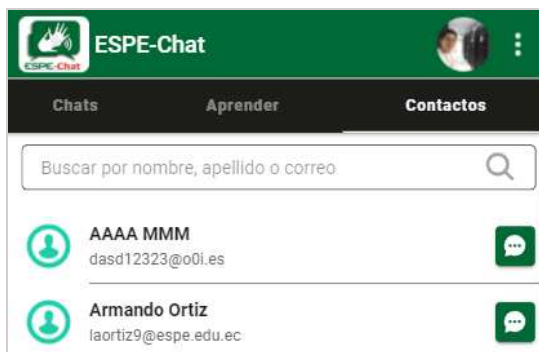 ESPE-Chat
ESPE-Chat
Chats Aprender Contactos
Buscar por nombre, apellido o correo
AAAA MMM
dasd12323@o0i.es
Armando Ortiz
laortiz9@espe.edu.ec